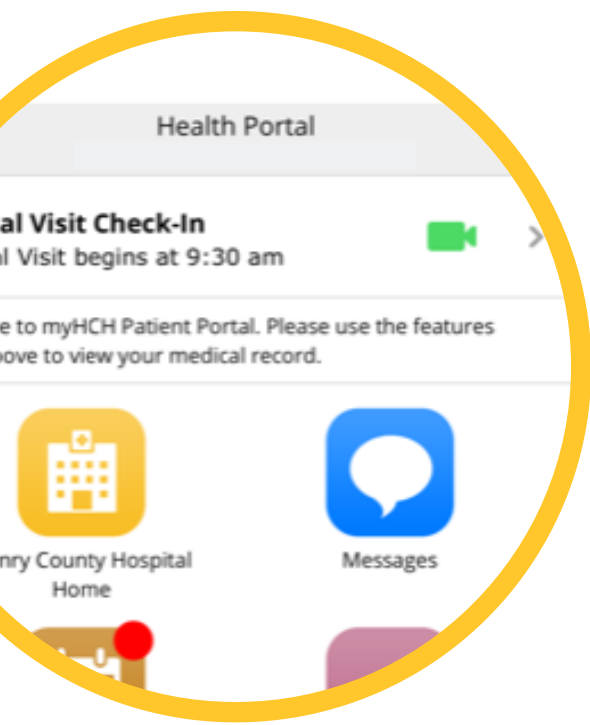 Health Portal
al Visit Check-In
l Visit begins at 9:30 am
e to myHCH Patient Portal. Please use the features
ove to view your medical record.
nry County Hospital
Home
Messages